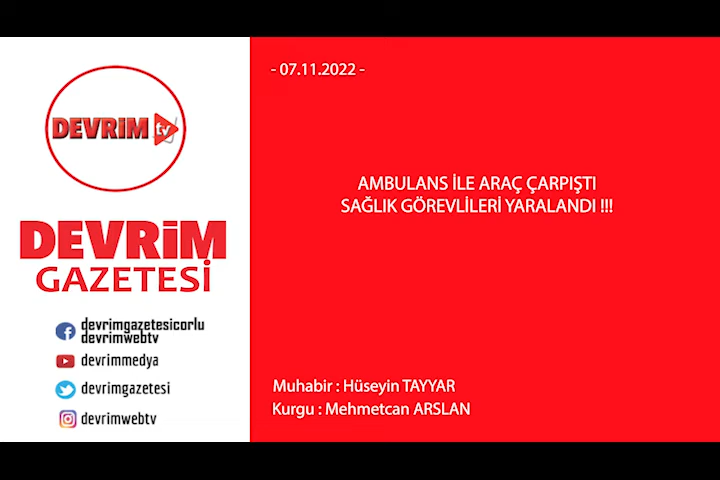 DEVRİM tv
DEVRİM
GAZETESİ
devrimgazetesicorlu
devrimwebtv
devrimmedya
devrimgazetesi
devrimwebtv
- 07.11.2022 -
AMBULANS İLE ARAÇ ÇARPIŞTI
SAĞLIK GÖREVLİLERİ YARALANDI !!!
Muhabir : Hüseyin TAYYAR
Kurgu : Mehmetcan ARSLAN